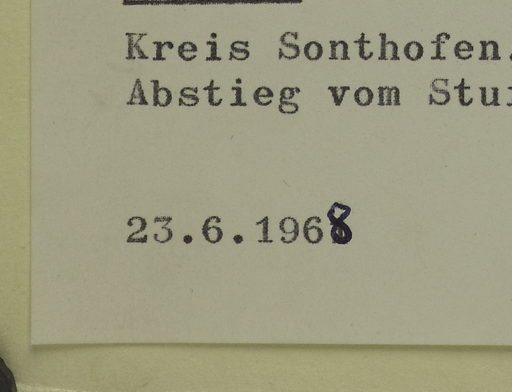 Kreis Sonthofen.
Abstieg vom
23.6.1968